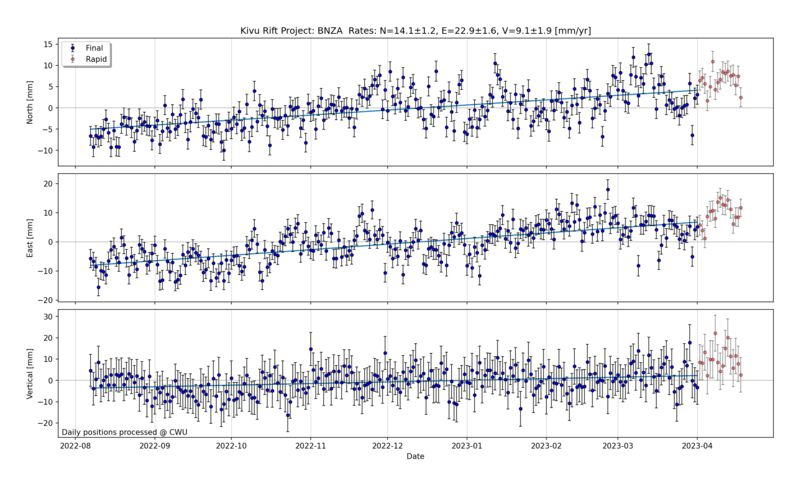 Kivu Rift Project: BNZA Rates: N=14.1±1.2, E=22.9±1.6, V=9.1±1.9 [mm/yr]
Final
Rapid
North [mm]
15
10
5
0
−5
−10
East [mm]
20
10
0
−10
−20
Vertical [mm]
30
20
10
0
−10
−20
Daily positions processed @ CWU
2022-08 2022-09 2022-10 2022-11 2022-12 2023-01 2023-02 2023-03 2023-04
Date